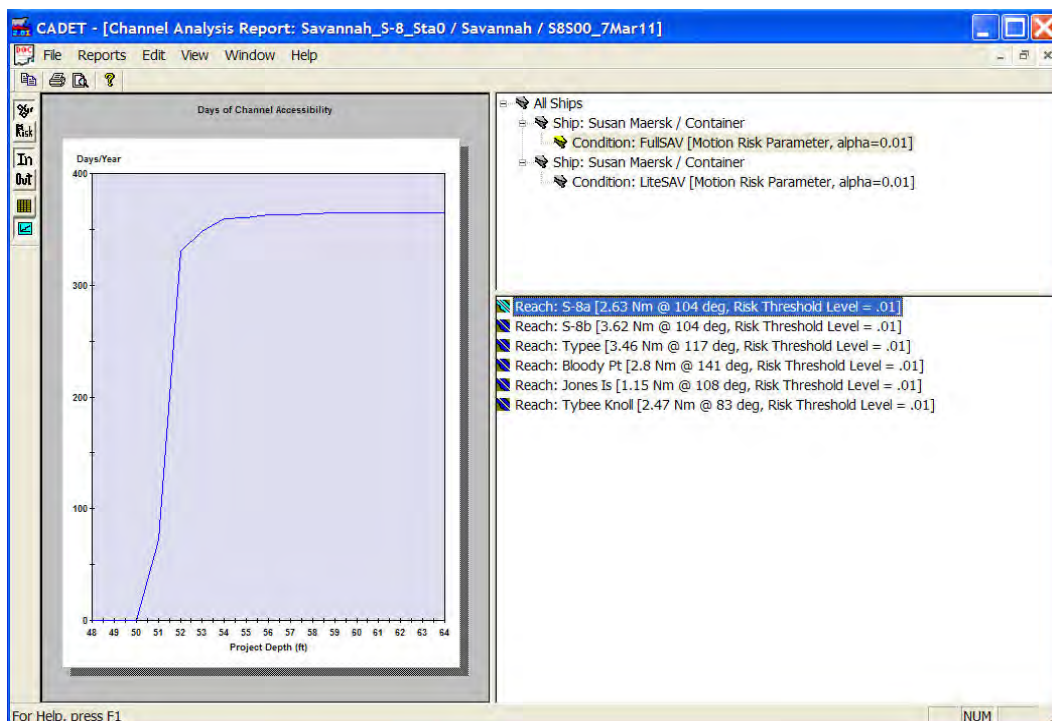 CADET - [Channel Analysis Report: Savannah_S-8_Sta0 / Savannah / S8S00_7Mar11]
File Reports Edit View Window Help
Risk
In
Out
Days of Channel Accessibility
Days/Year
400
300
200
100
0
48 49 50 51 52 53 54 55 56 57 58 59 60 61 62 63 64
Project Depth (ft)
All Ships
Ship: Susan Maersk / Container
Condition: FullSAV [Motion Risk Parameter, alpha=0.01]
Ship: Susan Maersk / Container
Condition: LiteSAV [Motion Risk Parameter, alpha=0.01]
Reach: S-8a [2.63 Nm @ 104 deg, Risk Threshold Level = .01]
Reach: S-8b [3.62 Nm @ 104 deg, Risk Threshold Level = .01]
Reach: Typee [3.46 Nm @ 117 deg, Risk Threshold Level = .01]
Reach: Bloody Pt [2.8 Nm @ 141 deg, Risk Threshold Level = .01]
Reach: Jones Is [1.15 Nm @ 108 deg, Risk Threshold Level = .01]
Reach: Tybee Knoll [2.47 Nm @ 83 deg, Risk Threshold Level = .01]
For Help, press F1
NUM